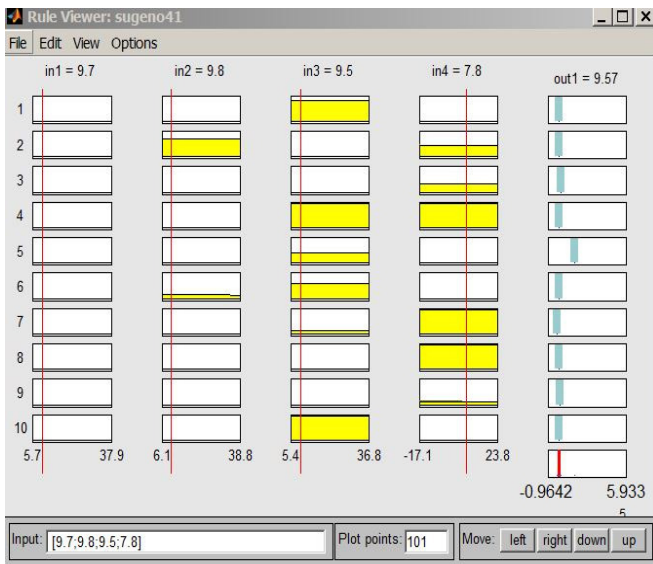 Rule Viewer: sugeno41
File Edit View Options
in1 = 9.7 in2 = 9.8 in3 = 9.5 in4 = 7.8 out1 = 9.57
1
2
3
4
5
6
7
8
9
10
5.7 37.9 6.1 38.8 5.4 36.8 -17.1 23.8
-0.9642 5.933
5
Input: [9.7;9.8;9.5;7.8] Plot points: 101 Move: left right down up